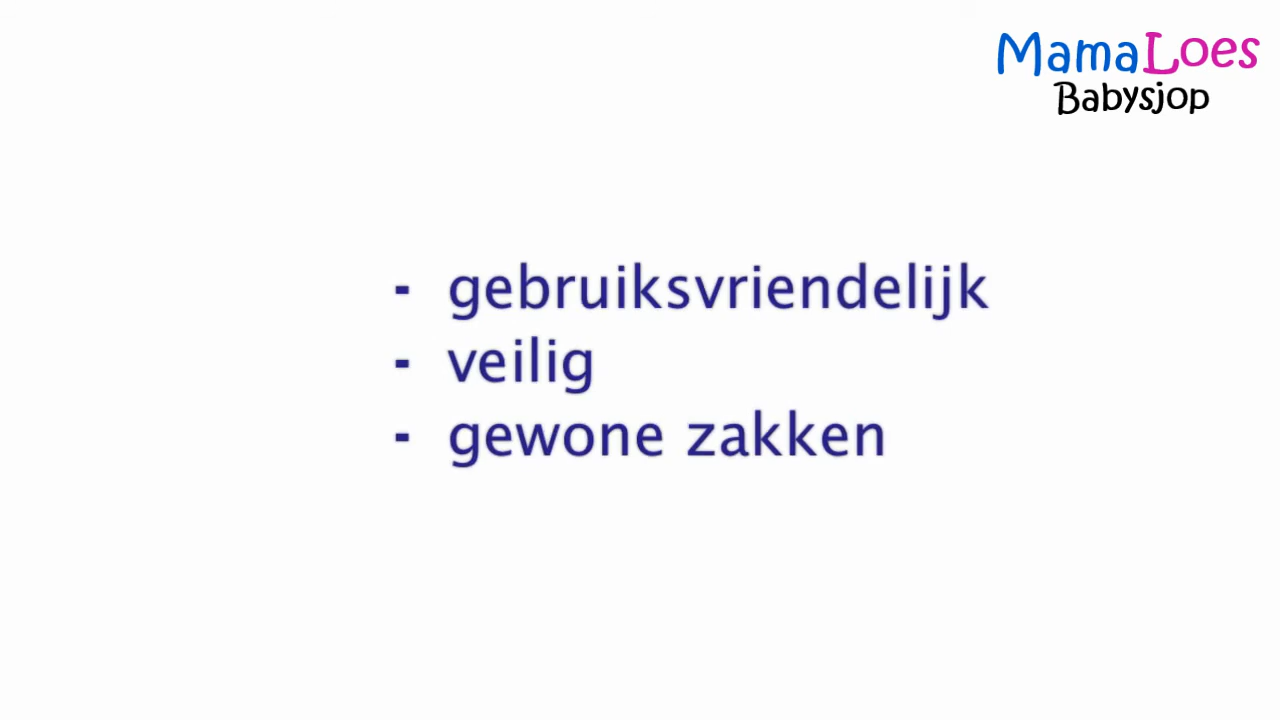 MamaLoes
Babysjop
- gebruiksvriendelijk
- veilig
- gewone zakken